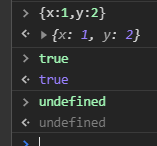 > {x:1,y:2}
<· ▶ {x: 1, y: 2}
> true
<· true
> undefined
<· undefined
>